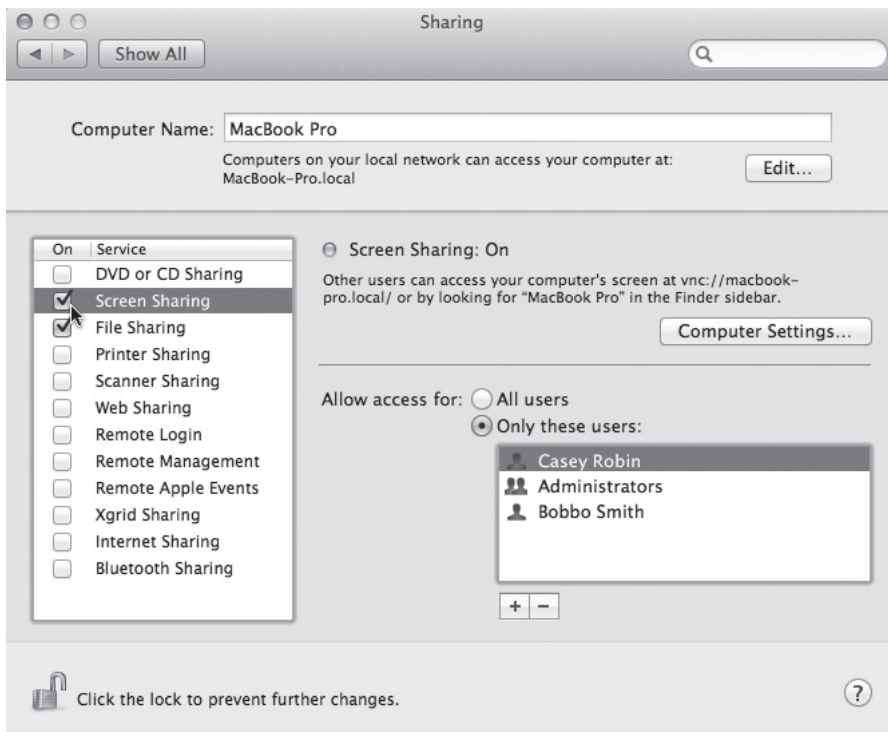 Sharing
Show All
Computer Name: MacBook Pro
Computers on your local network can access your computer at:
MacBook-Pro.local
Edit...
On Service
DVD or CD Sharing
Screen Sharing
File Sharing
Printer Sharing
Scanner Sharing
Web Sharing
Remote Login
Remote Management
Remote Apple Events
Xgrid Sharing
Internet Sharing
Bluetooth Sharing
Screen Sharing: On
Other users can access your computer's screen at vnc://macbook-
pro.local/ or by looking for “MacBook Pro” in the Finder sidebar.
Computer Settings...
Allow access for: All users
Only these users:
Casey Robin
Administrators
Bobbo Smith
+ −
Click the lock to prevent further changes.
?